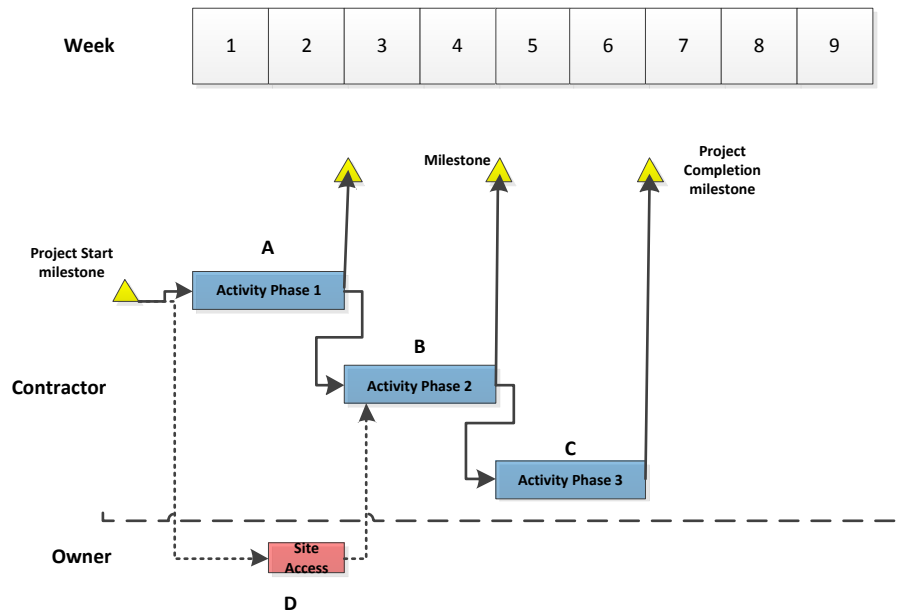 Week 1 2 3 4 5 6 7 8 9
Milestone
Project
Completion
milestone
A
Project Start
milestone
Activity Phase 1
B
Contractor
Activity Phase 2
C
Activity Phase 3
Owner
Site
Access
D